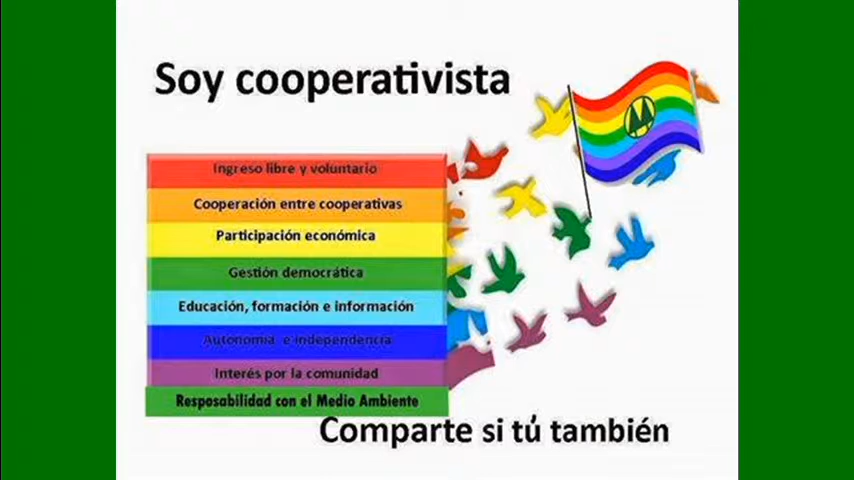 Soy cooperativista
Ingreso libre y voluntario
Cooperación entre cooperativas
Participación económica
Gestión democrática
Educación, formación e información
Autonomia e independencia
Interés por la comunidad
Resposabilidad con el Medio Ambiente
Comparte si tú también